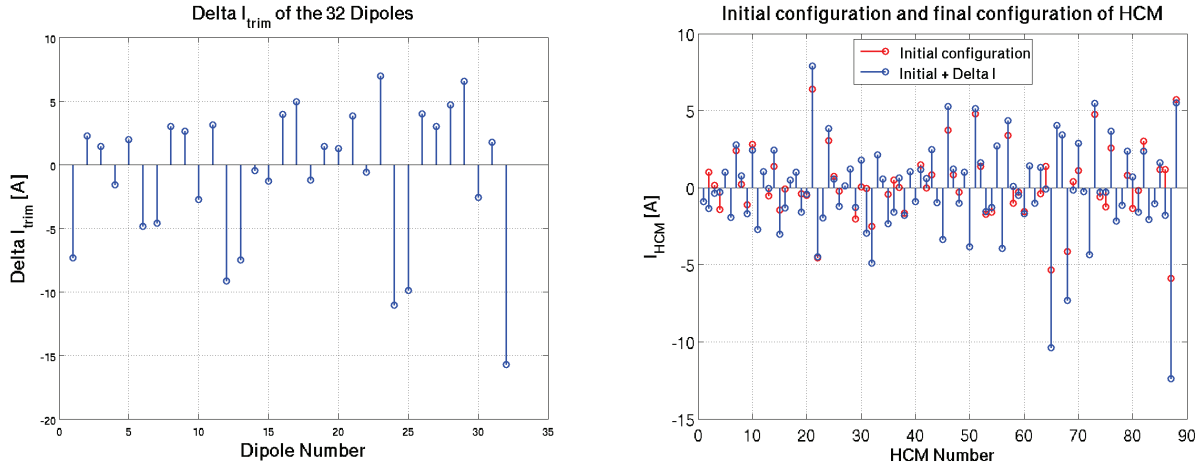 Delta I_trim of the 32 Dipoles
10
5
0
-5
-10
-15
-20
Delta I_trim [A]
0 5 10 15 20 25 30 35
Dipole Number
Initial configuration and final configuration of HCM
Initial configuration
Initial + Delta I
10
5
0
-5
-10
-15
I_HCM [A]
0 10 20 30 40 50 60 70 80 90
HCM Number